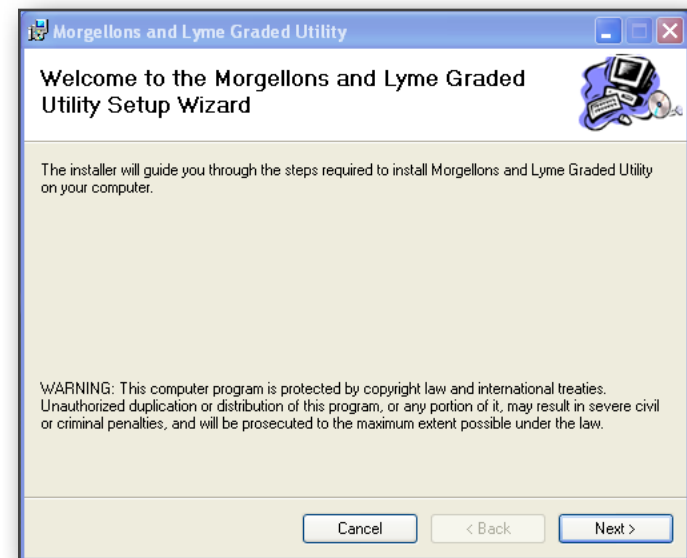 Morgellons and Lyme Graded Utility
Welcome to the Morgellons and Lyme Graded
Utility Setup Wizard
The installer will guide you through the steps required to install Morgellons and Lyme Graded Utility
on your computer.
WARNING: This computer program is protected by copyright law and international treaties.
Unauthorized duplication or distribution of this program, or any portion of it, may result in severe civil
or criminal penalties, and will be prosecuted to the maximum extent possible under the law.
Cancel
< Back
Next >